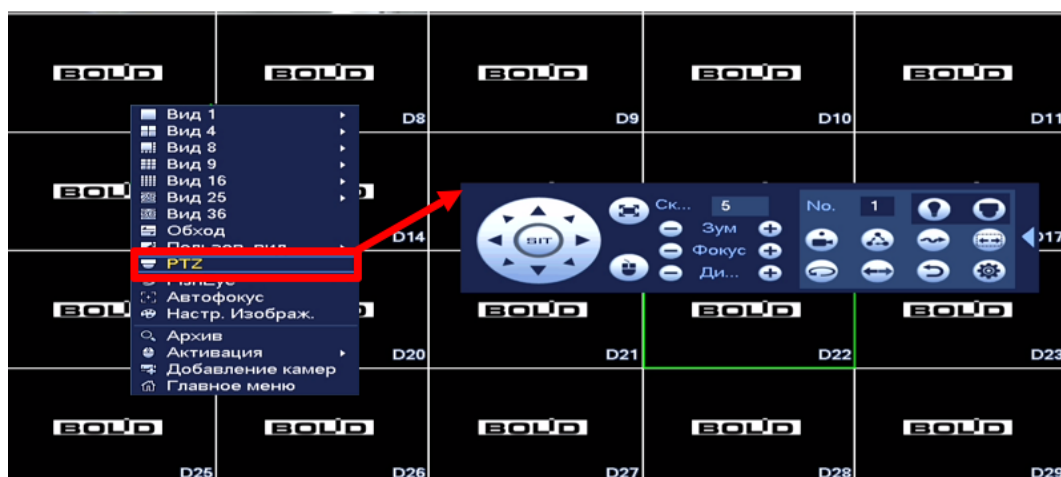 BOLID BOLID BOLID BOLID BOLID
D8 D9 D10 D11
Вид 1
Вид 4
Вид 8
Вид 9
Вид 16
Вид 25
Вид 36
Обход
PTZ
Автофокус
Настр. Изображ.
Архив
Активация
Добавление камер
Главное меню
D14
SIT
Ск... 5
Зум
Фокус
Ди...
No. 1
BOLID BOLID BOLID
D20 D21 D22 D23
BOLID BOLID BOLID BOLID BOLID
D25 D26 D27 D28 D29